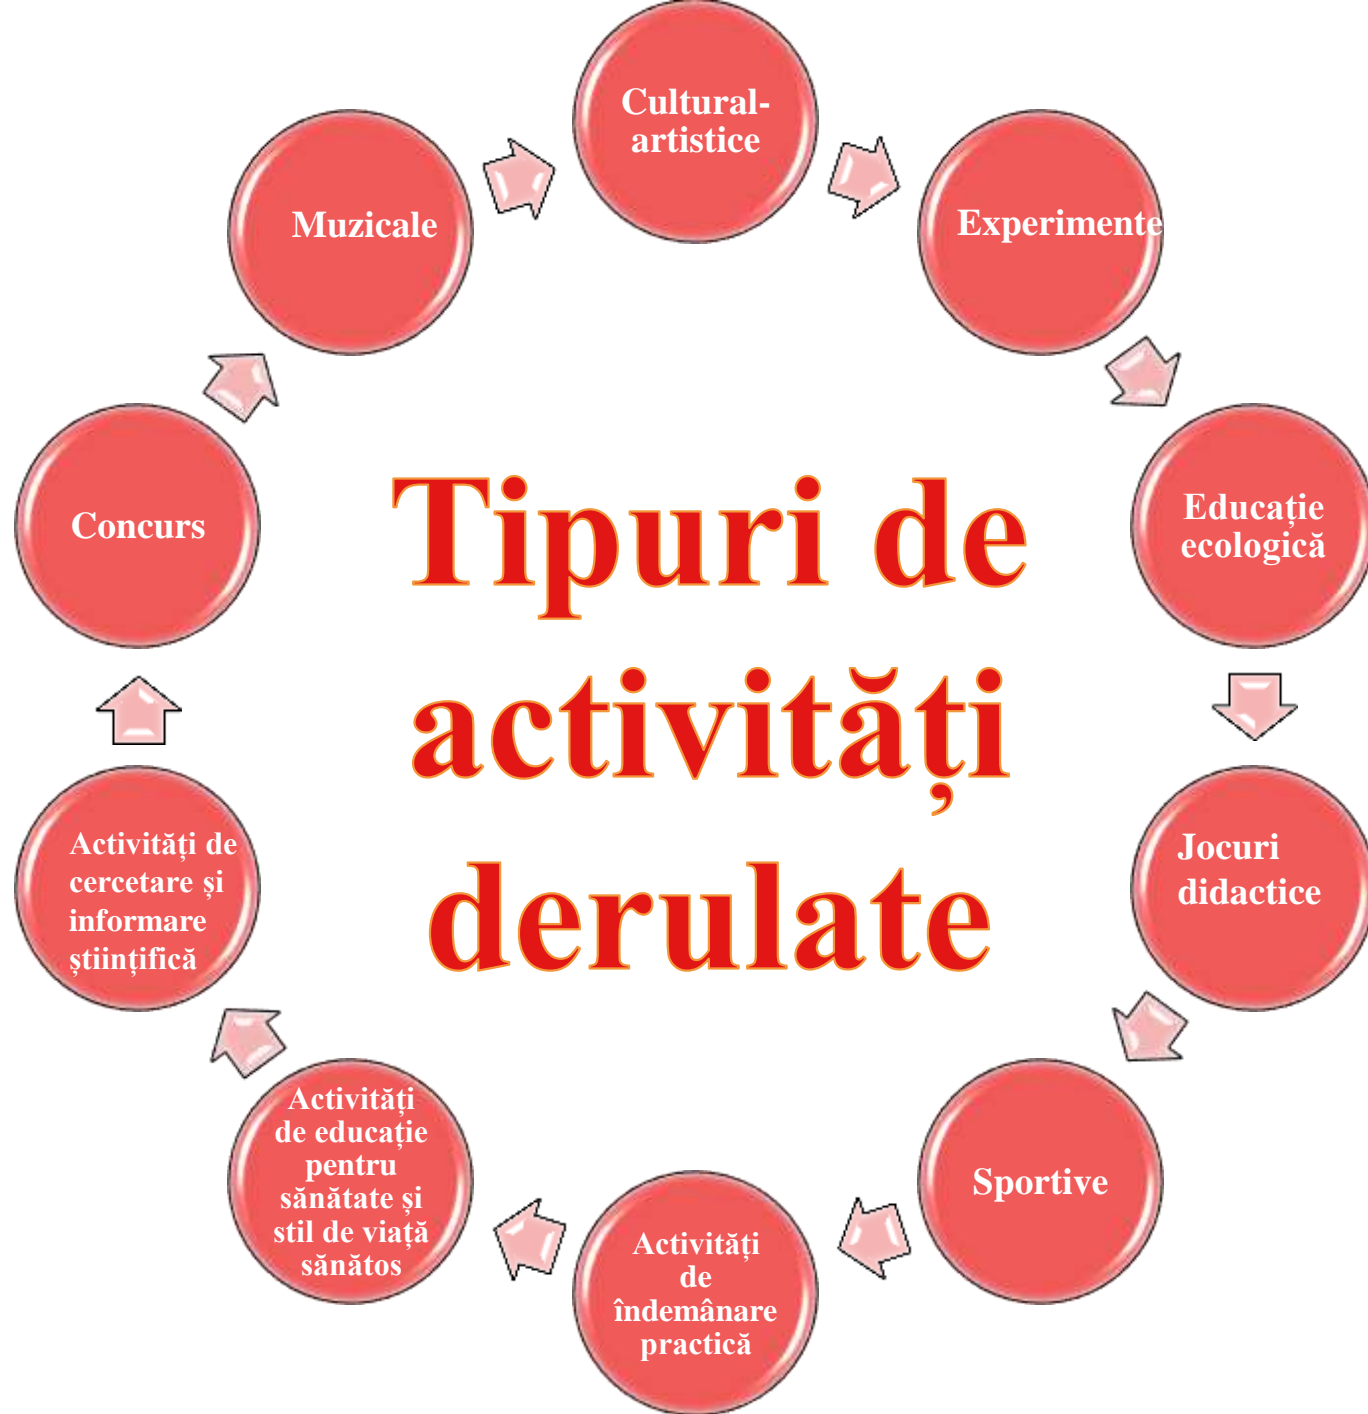 Cultural-
artistice
Experimente
Educație
ecologică
Jocuri
didactice
Sportive
Activități
de
îndemânare
practică
Activități
de educație
pentru
sănătate și
stil de viață
sănătos
Activități de
cercetare și
informare
științifică
Concurs
Muzicale
Tipuri de
activități
derulate